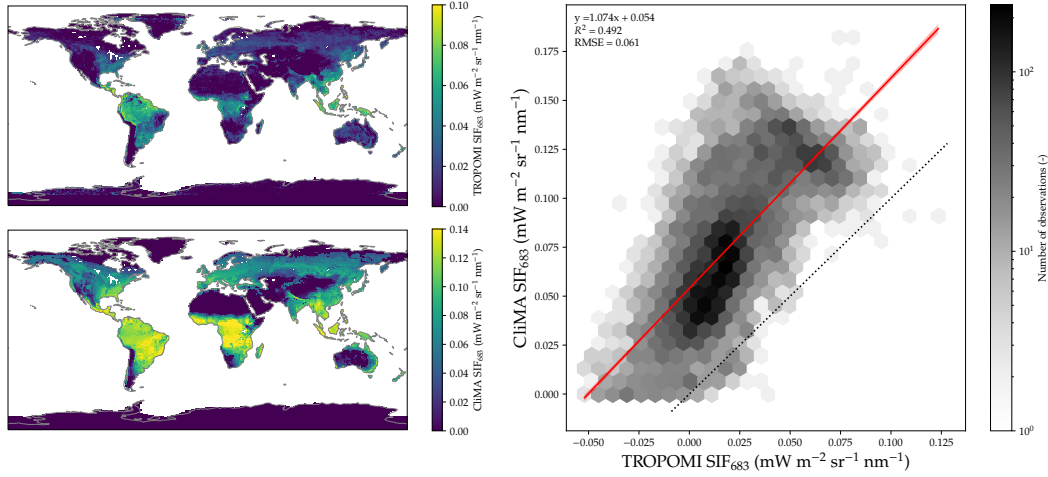 0.10
0.08
0.06
0.04
0.02
0.00
TROPOMI SIF683 (mW m−2 sr−1 nm−1)
0.14
0.12
0.10
0.08
0.06
0.04
0.02
0.00
CliMA SIF683 (mW m−2 sr−1 nm−1)
y =1.074x + 0.054
R2 = 0.492
RMSE = 0.061
0.175
0.150
0.125
0.100
0.075
0.050
0.025
0.000
CliMA SIF683 (mW m−2 sr−1 nm−1)
−0.050 −0.025 0.000 0.025 0.050 0.075 0.100 0.125
TROPOMI SIF683 (mW m−2 sr−1 nm−1)
102
101
100
Number of observations (-)